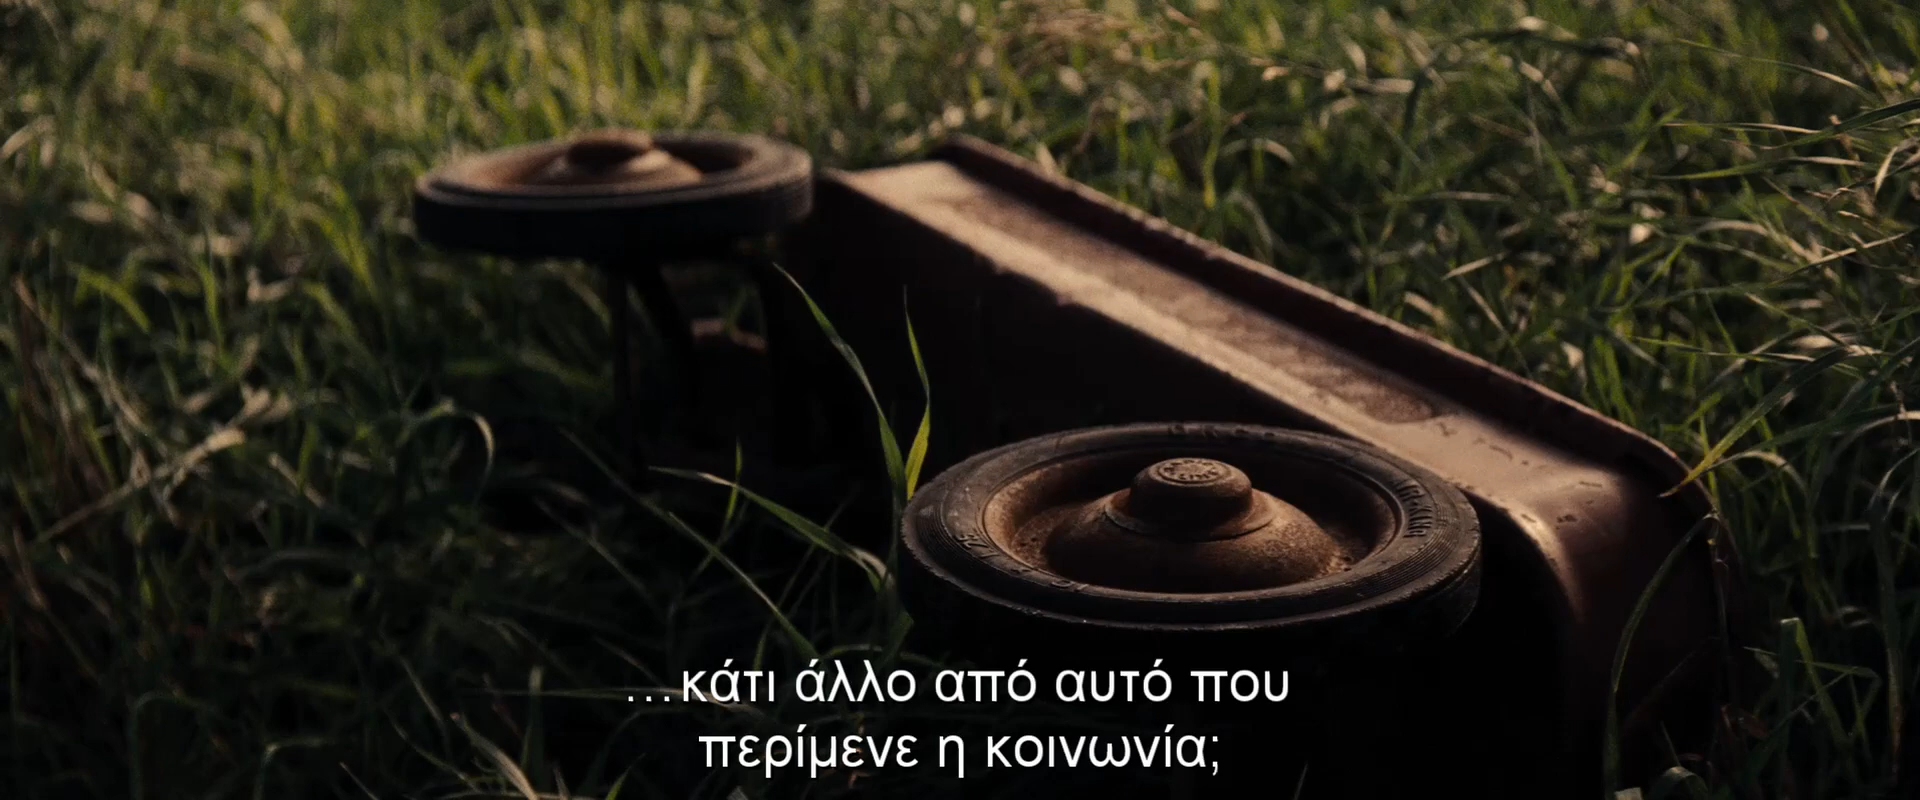 …κάτι άλλο από αυτό που
περίμενε η κοινωνία;